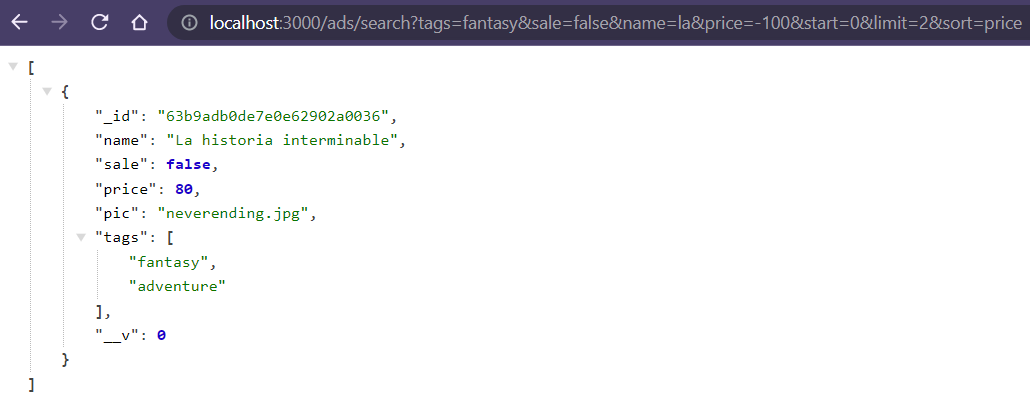 localhost:3000/ads/search?tags=fantasy&sale=false&name=la&price=-100&start=0&limit=2&sort=price
[
{
"_id": "63b9adb0de7e0e62902a0036",
"name": "La historia interminable",
"sale": false,
"price": 80,
"pic": "neverending.jpg",
"tags": [
"fantasy",
"adventure"
],
"__v": 0
}
]